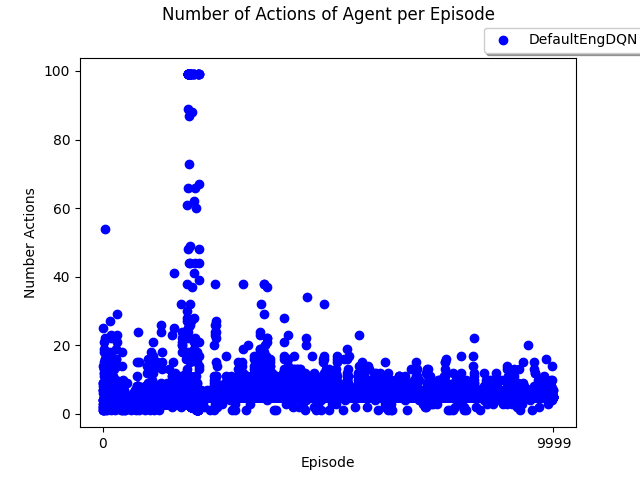 Number of Actions of Agent per Episode
DefaultEngDQN
100
80
60
40
20
0
Number Actions
0 9999
Episode